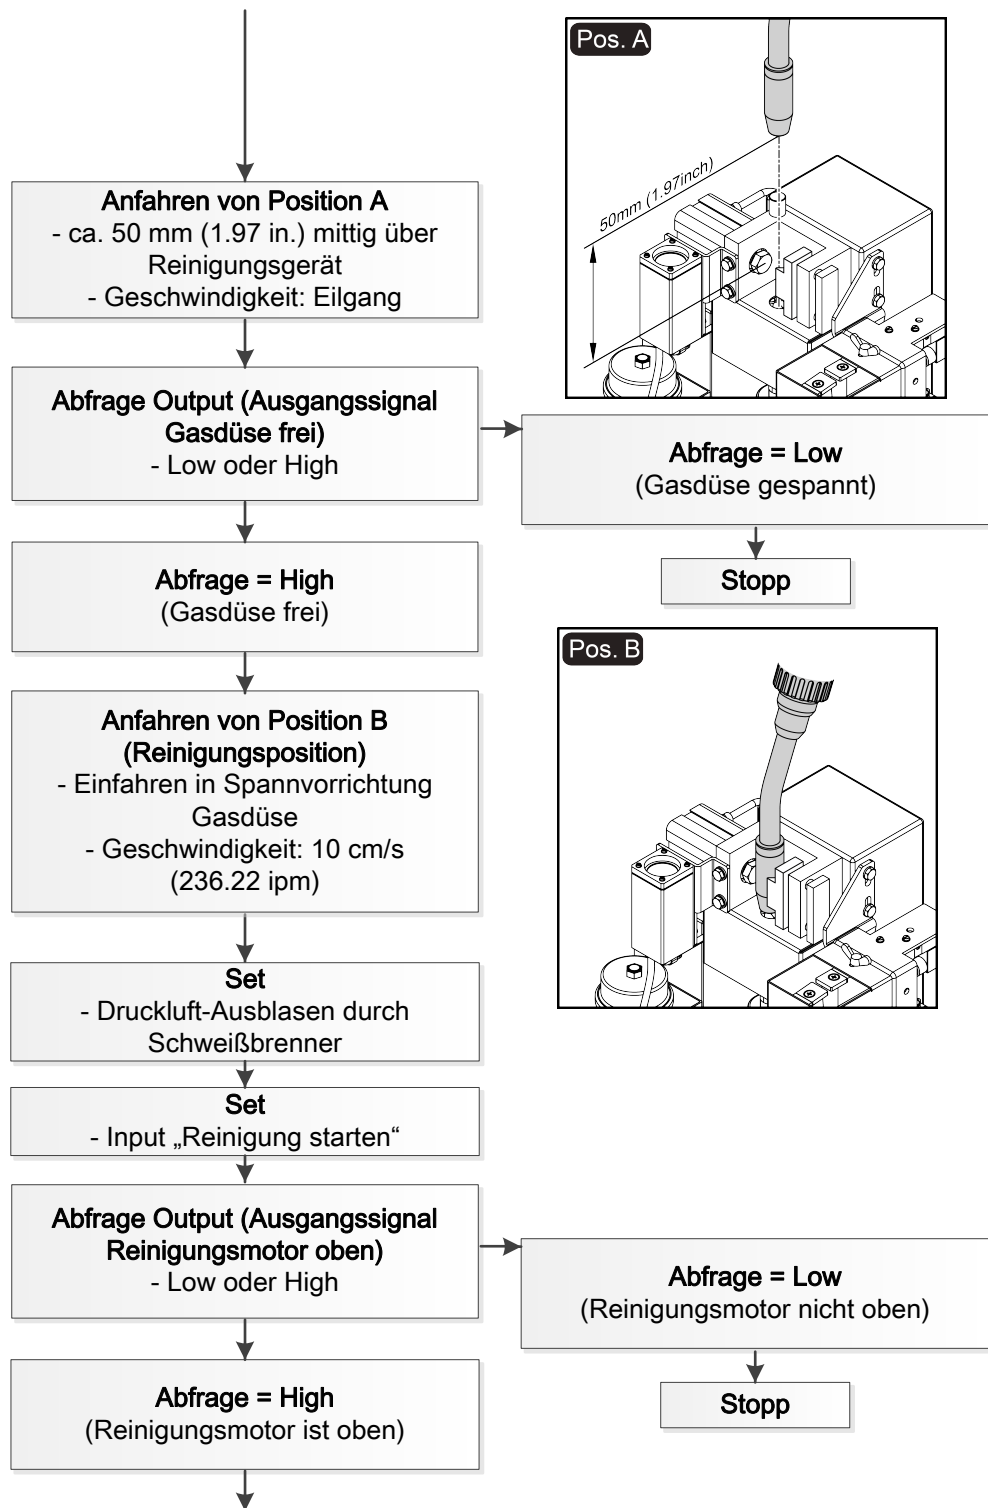 Pos. A
50mm (1.97inch)
Anfahren von Position A
- ca. 50 mm (1.97 in.) mittig über
Reinigungsgerät
- Geschwindigkeit: Eilgang
Abfrage Output (Ausgangssignal
Gasdüse frei)
- Low oder High
Abfrage = Low
(Gasdüse gespannt)
Stopp
Abfrage = High
(Gasdüse frei)
Pos. B
Anfahren von Position B
(Reinigungsposition)
- Einfahren in Spannvorrichtung
Gasdüse
- Geschwindigkeit: 10 cm/s
(236.22 ipm)
Set
- Druckluft-Ausblasen durch
Schweißbrenner
Set
- Input „Reinigung starten“
Abfrage Output (Ausgangssignal
Reinigungsmotor oben)
- Low oder High
Abfrage = Low
(Reinigungsmotor nicht oben)
Stopp
Abfrage = High
(Reinigungsmotor ist oben)